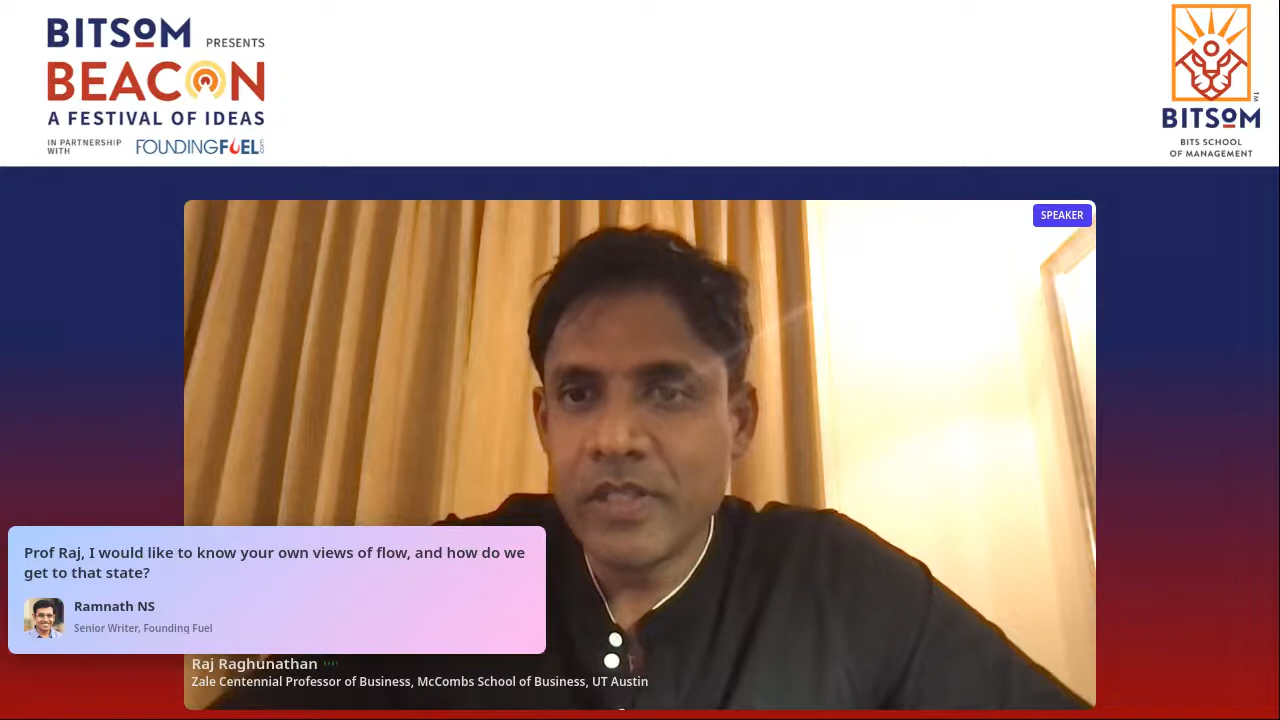 BITSoM PRESENTS
BEACON
A FESTIVAL OF IDEAS
IN PARTNERSHIP
WITH
FOUNDINGFUEL.com
TM
BITSoM
BITS SCHOOL
OF MANAGEMENT
SPEAKER
Prof Raj, I would like to know your own views of flow, and how do we
get to that state?
Ramnath NS
Senior Writer, Founding Fuel
Raj Raghunathan
Zale Centennial Professor of Business, McCombs School of Business, UT Austin